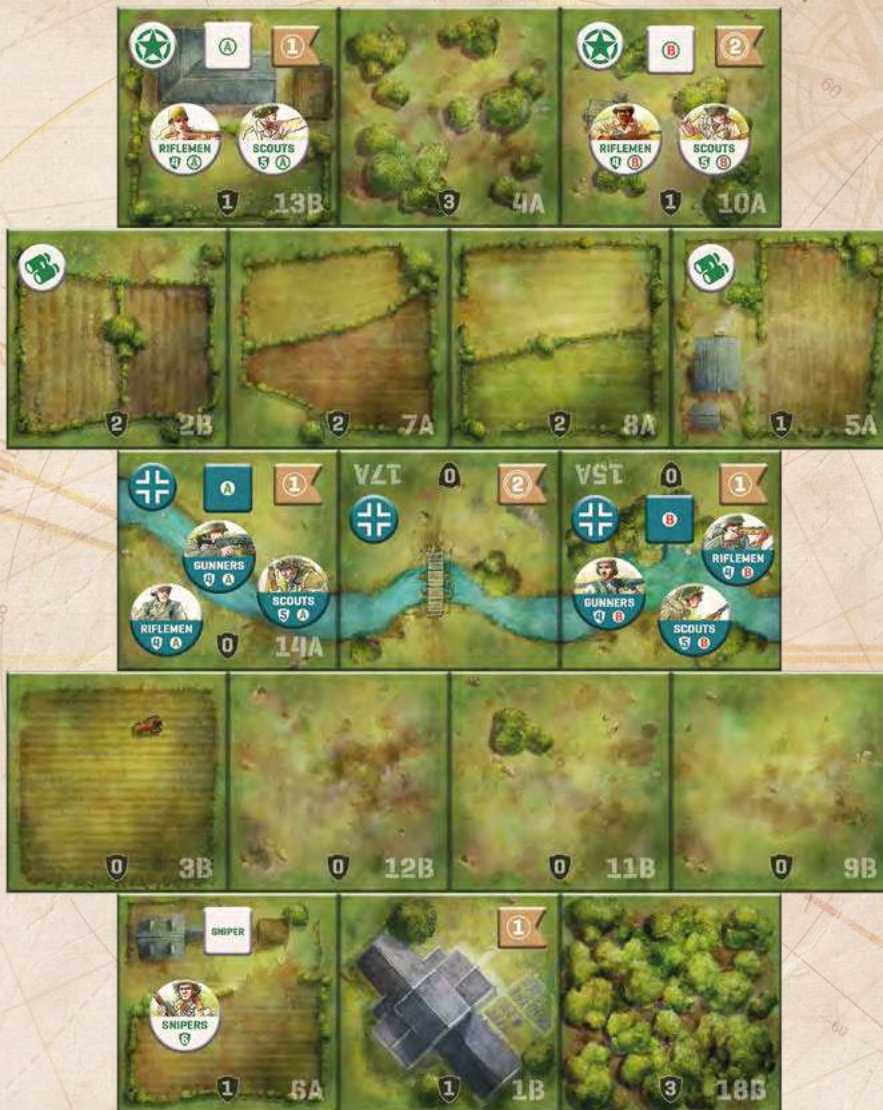 A 1
RIFLEMEN
4 A
SCOUTS
5 A
1 13B
3 4A
B 2
RIFLEMEN
4 B
SCOUTS
5 B
1 10A
2 2B
2 7A
2 8A
1 5A
A 1
GUNNERS
4 A
SCOUTS
5 A
RIFLEMEN
4 A
0 14A
17A 0 2
15A 0 1
B
RIFLEMEN
4 B
GUNNERS
4 B
SCOUTS
5 B
0 3B
0 12B
0 11B
0 9B
SNIPER
SNIPERS
6
1 6A
1
1 1B
3 18B
60
60